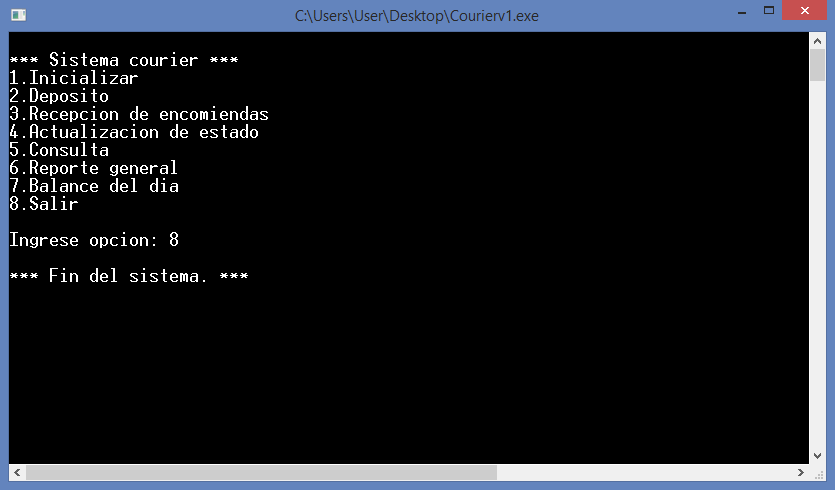 C:\Users\User\Desktop\Courierv1.exe
*** Sistema courier ***
1.Inicializar
2.Deposito
3.Recepcion de encomiendas
4.Actualizacion de estado
5.Consulta
6.Reporte general
7.Balance del dia
8.Salir
Ingrese opcion: 8
*** Fin del sistema. ***